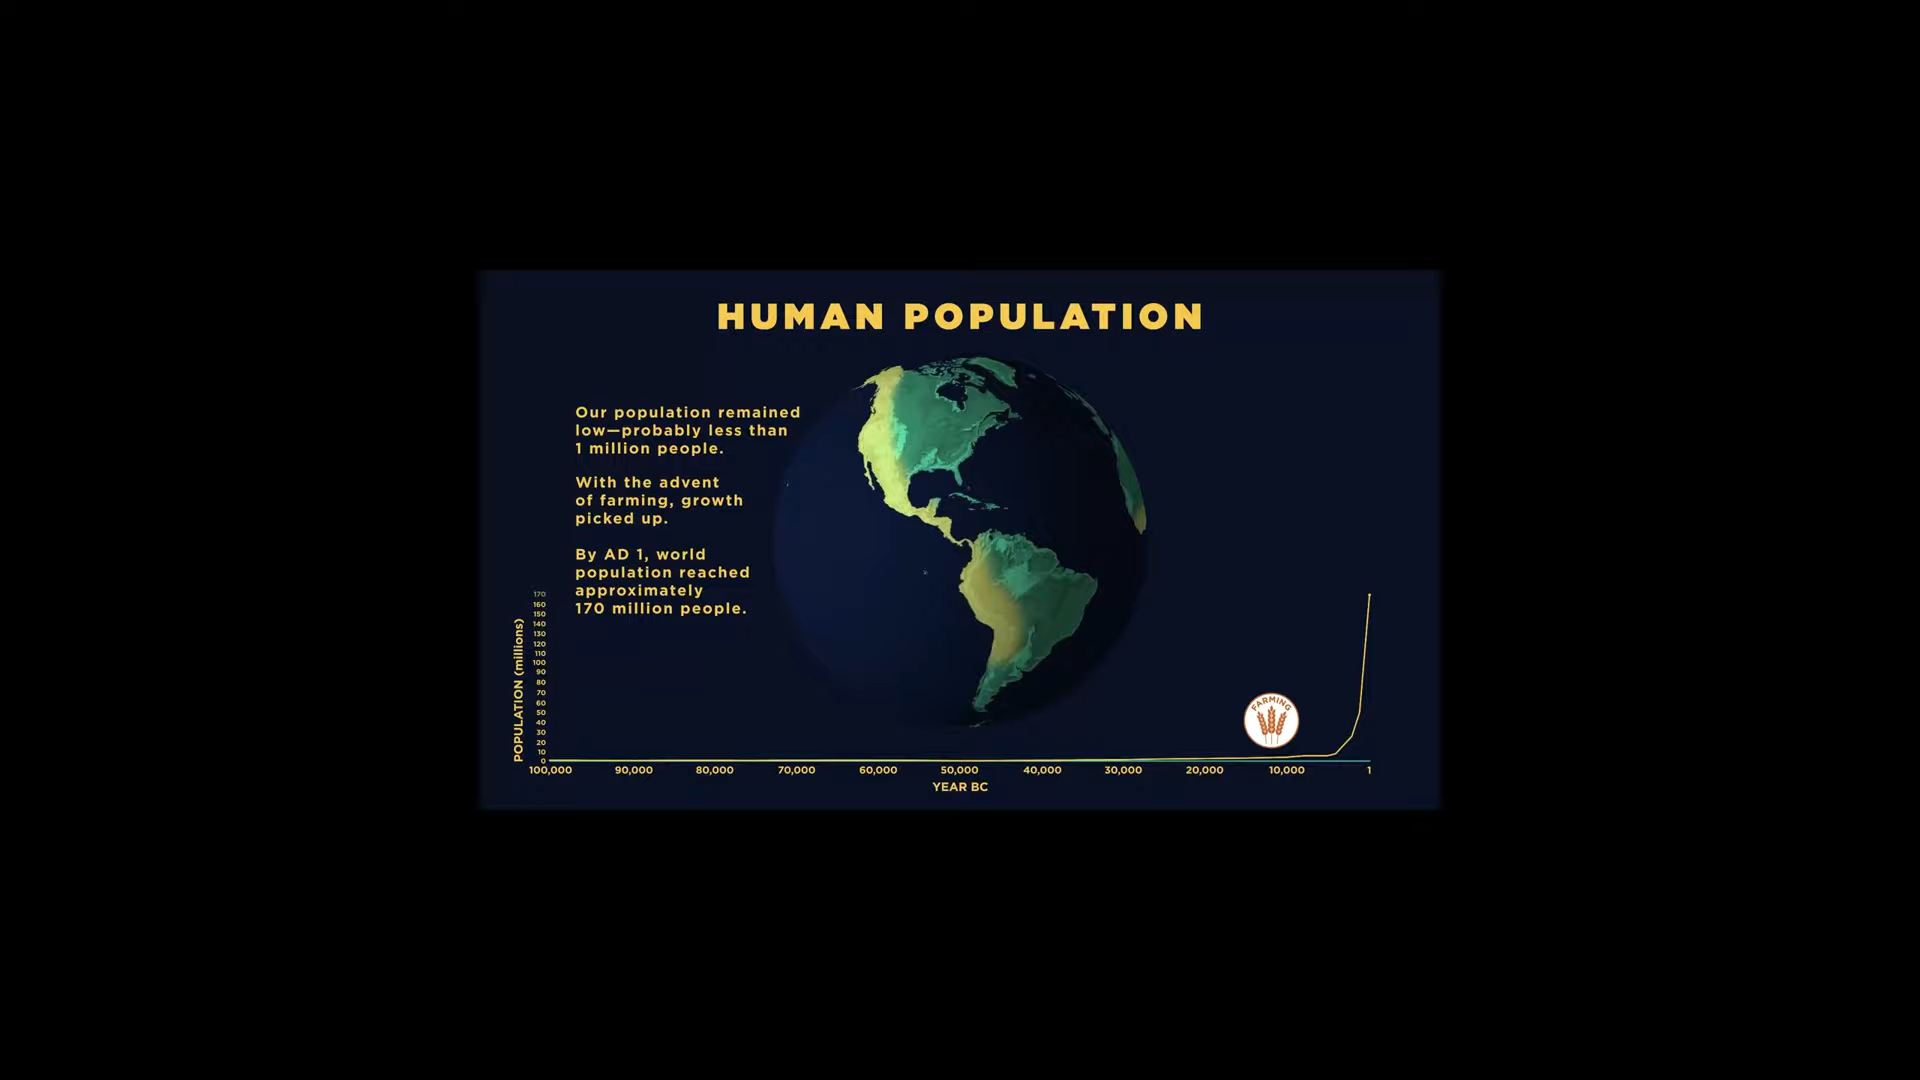 HUMAN POPULATION
Our population remained
low—probably less than
1 million people.
With the advent
of farming, growth
picked up.
By AD 1, world
population reached
approximately
170 million people.
POPULATION (millions)
170
160
150
140
130
120
110
100
90
80
70
60
50
40
30
20
10
0
FARMING
100,000 90,000 80,000 70,000 60,000 50,000 40,000 30,000 20,000 10,000 1
YEAR BC